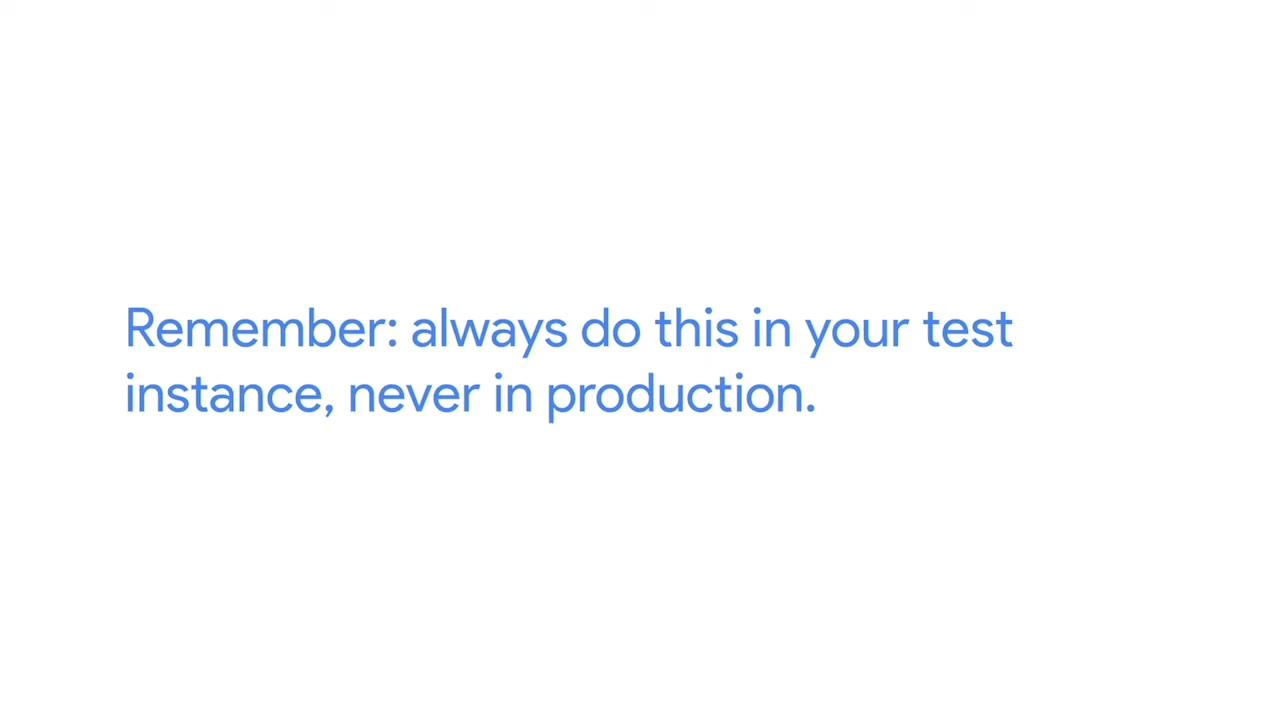 Remember: always do this in your test
instance, never in production.